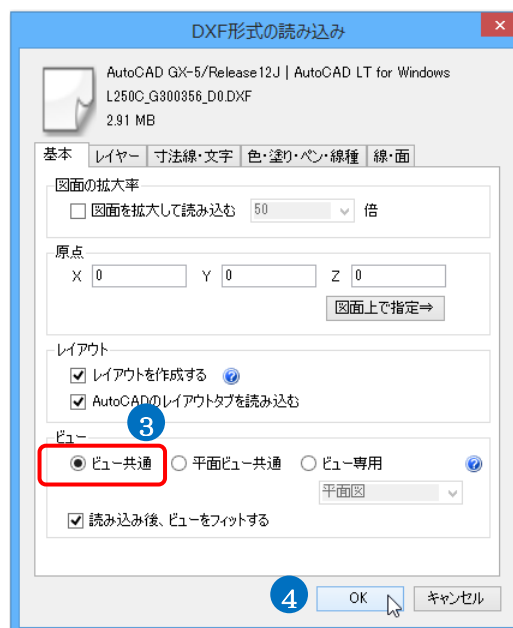 DXF形式の読み込み
AutoCAD GX-5/Release12J | AutoCAD LT for Windows
L250C_G300356_D0.DXF
2.91 MB
基本 レイヤー 寸法線・文字 色・塗り・ペン・線種 線・面
図面の拡大率
図面を拡大して読み込む 50 倍
原点
X 0 Y 0 Z 0
図面上で指定⇒
レイアウト
レイアウトを作成する ?
AutoCADのレイアウトタブを読み込む
3
ビュー
ビュー共通 平面ビュー共通 ビュー専用 ?
平面図
読み込み後、ビューをフィットする
4 OK キャンセル